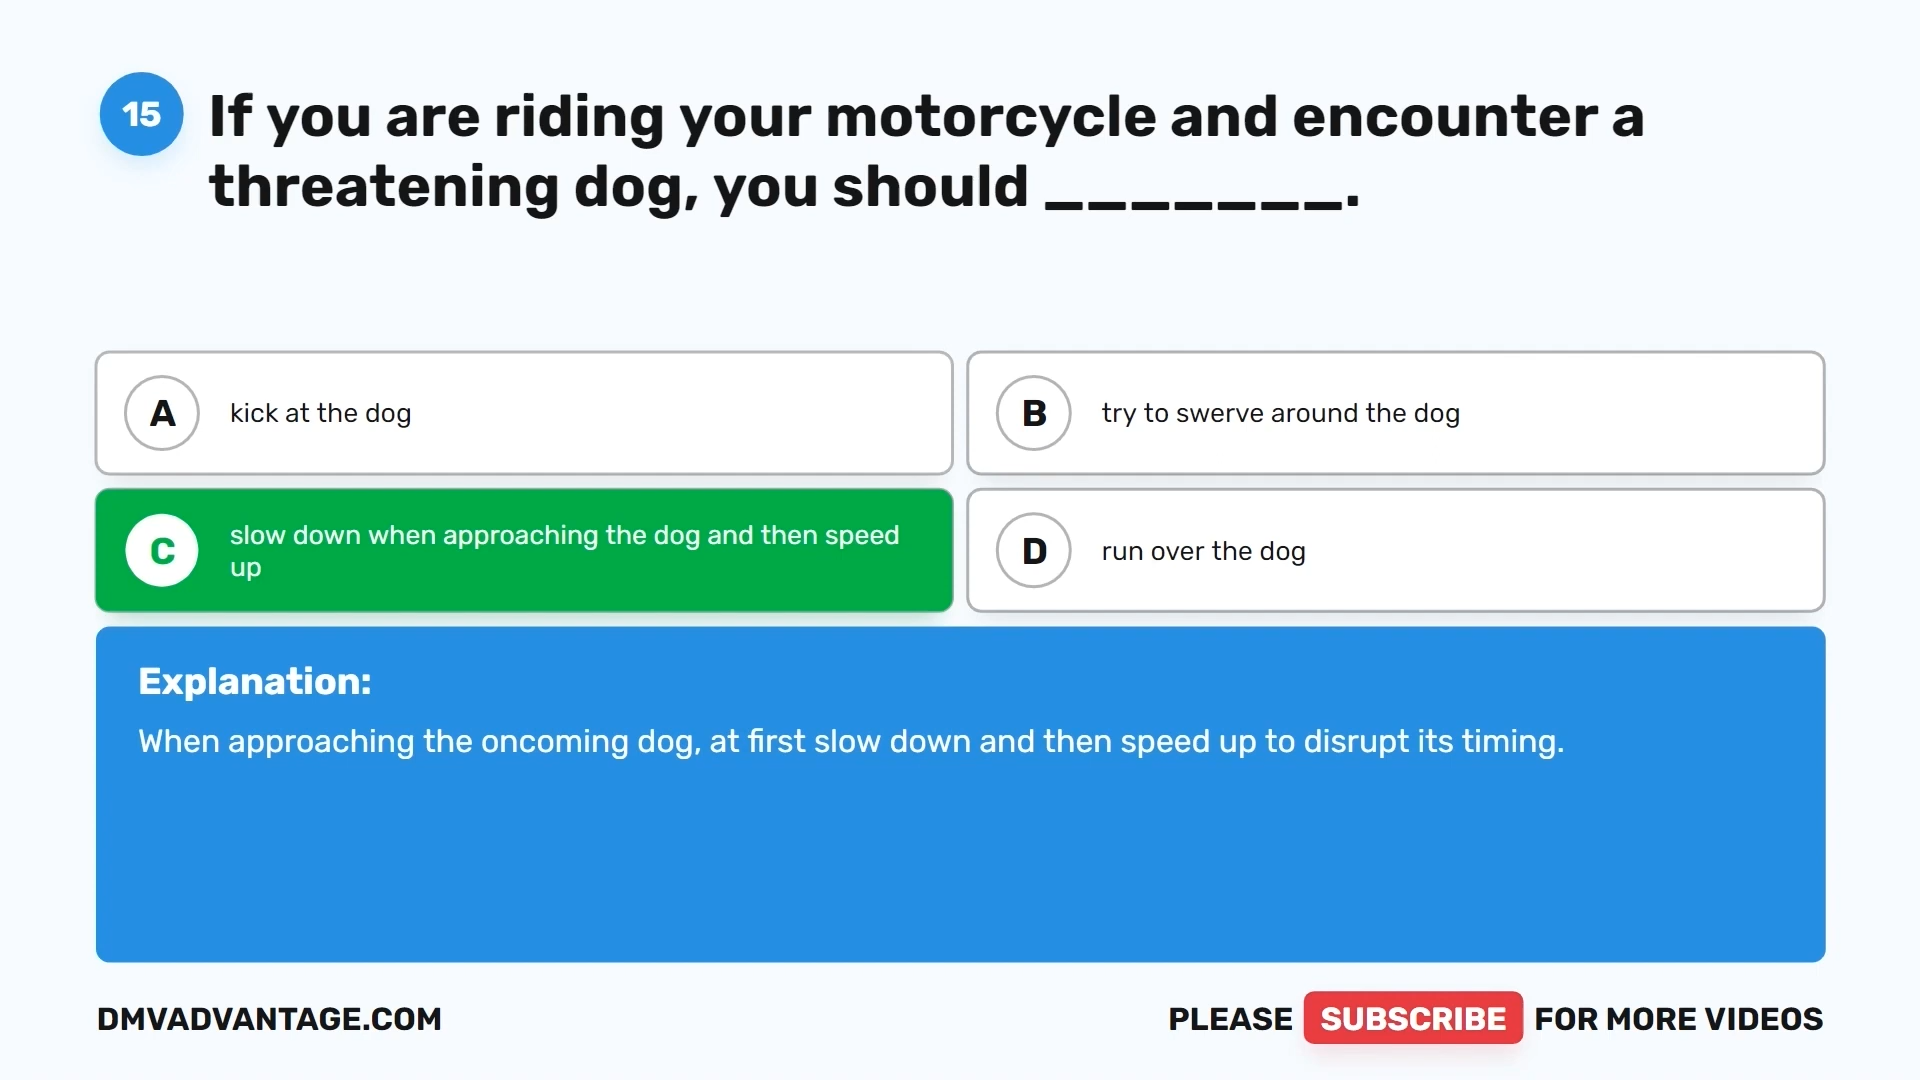 15
If you are riding your motorcycle and encounter a
threatening dog, you should _______.
A
kick at the dog
B
try to swerve around the dog
C
slow down when approaching the dog and then speed
up
D
run over the dog
Explanation:
When approaching the oncoming dog, at first slow down and then speed up to disrupt its timing.
DMVADVANTAGE.COM
PLEASE SUBSCRIBE FOR MORE VIDEOS